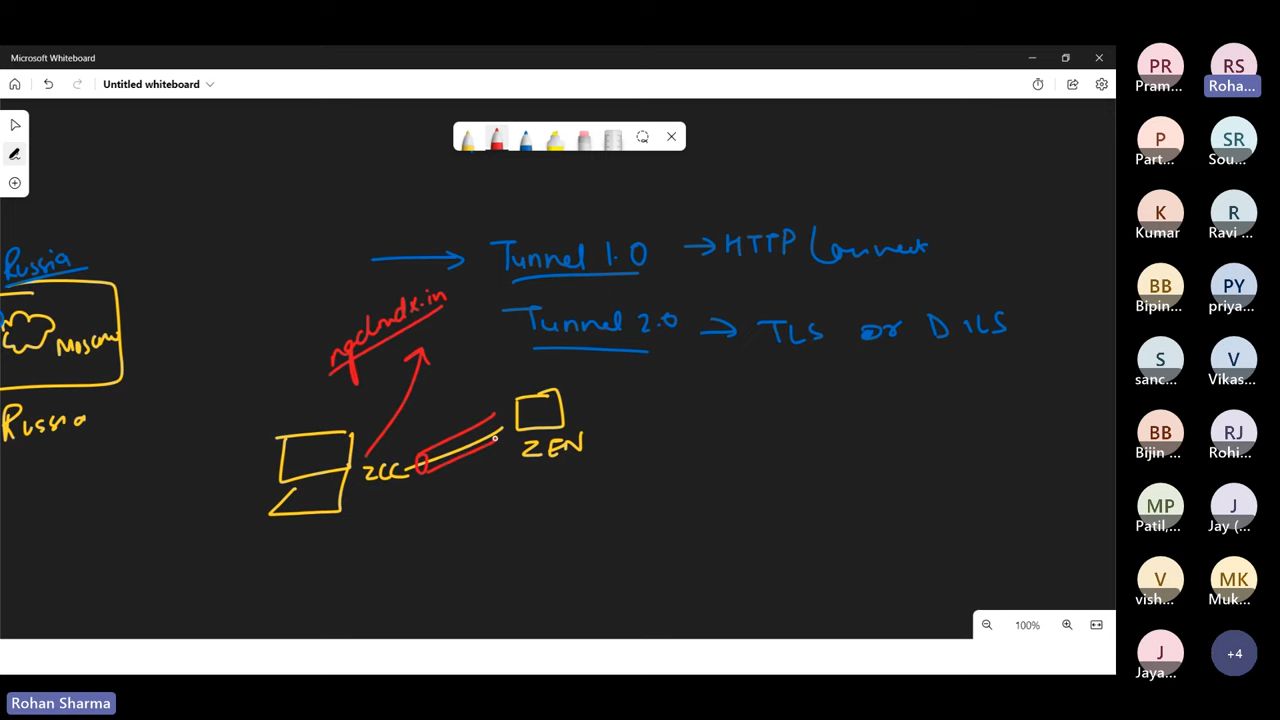 Microsoft Whiteboard
Untitled whiteboard
Russia
Moscow
Russia
Tunnel 1.0 → HTTP Connect
Tunnel 2.0 → TLS or DTLS
ZCC
ZEN
100%
PR
Pram...
RS
Roha...
P
Part...
SR
Sou...
K
Kumar
R
Ravi ...
BB
Bipin...
PY
priya...
S
sanc...
V
Vikas...
BB
Bijin ...
RJ
Rohi...
MP
Patil,...
J
Jay (...
V
vish...
MK
Muk...
J
Jaya...
+4
Rohan Sharma